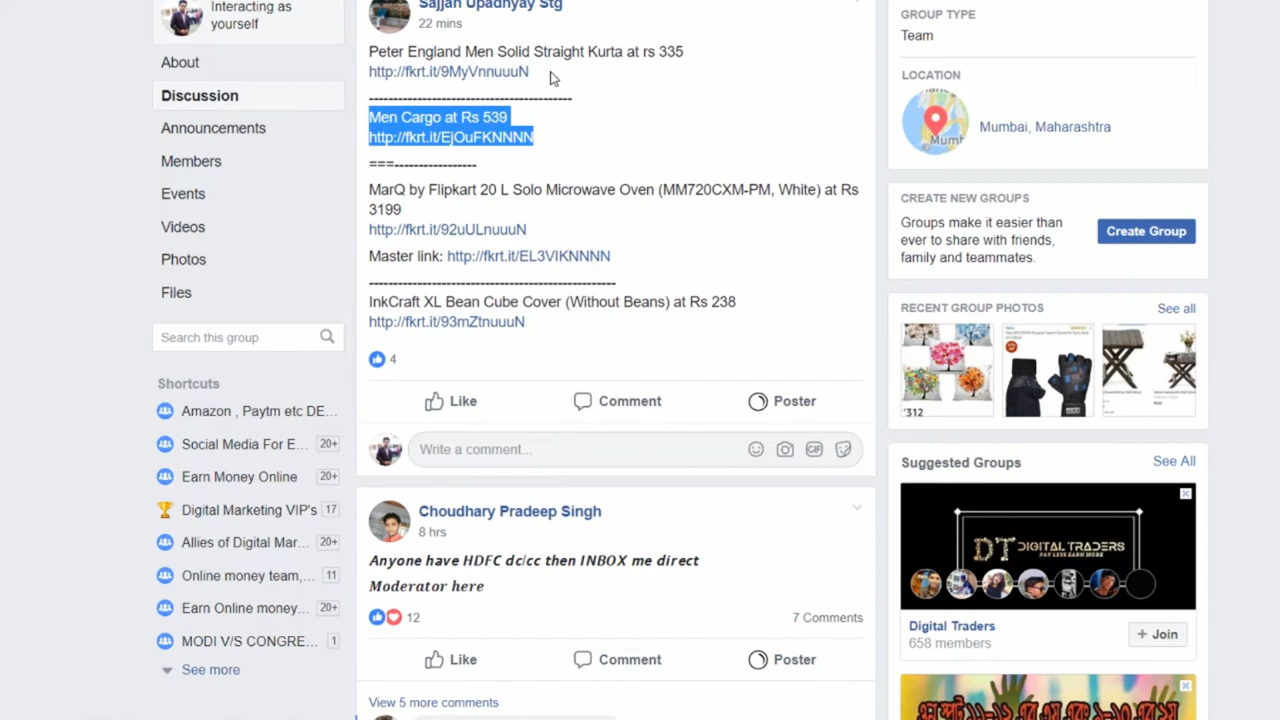 Interacting as
yourself
About
Discussion
Announcements
Members
Events
Videos
Photos
Files
Search this group
Shortcuts
Amazon , Paytm etc DE...
Social Media For E... 20+
Earn Money Online 20+
Digital Marketing VIP's 17
Allies of Digital Mar... 20+
Online money team,... 11
Earn Online money... 20+
MODI V/S CONGRE... 1
See more
Sajjan Upadhyay Stg
22 mins
Peter England Men Solid Straight Kurta at rs 335
http://fkrt.it/9MyVnnuuuN
------------------------------------------
Men Cargo at Rs 539
http://fkrt.it/EjOuFKNNNN
===-----------------
MarQ by Flipkart 20 L Solo Microwave Oven (MM720CXM-PM, White) at Rs
3199
http://fkrt.it/92uULnuuuN
Master link: http://fkrt.it/EL3VIKNNNN
---------------------------------------------------
InkCraft XL Bean Cube Cover (Without Beans) at Rs 238
http://fkrt.it/93mZtnuuuN
4
Like Comment Poster
Write a comment...
GIF
Choudhary Pradeep Singh
8 hrs
Anyone have HDFC dc/cc then INBOX me direct
Moderator here
12 7 Comments
Like Comment Poster
View 5 more comments
GROUP TYPE
Team
LOCATION
Mumb
Mumbai, Maharashtra
CREATE NEW GROUPS
Groups make it easier than
ever to share with friends,
family and teammates.
Create Group
RECENT GROUP PHOTOS See all
'312
Suggested Groups See All
DT DIGITAL TRADERS
PAY LESS EARN MORE
Digital Traders
658 members
+ Join